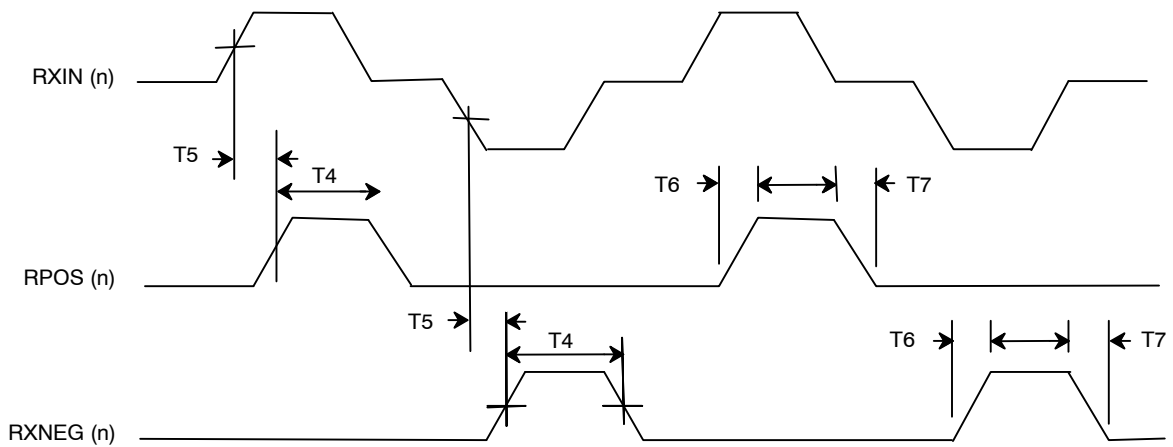 RXIN (n)
T5
T4
T6
T7
RPOS (n)
T5
T4
T6
T7
RXNEG (n)